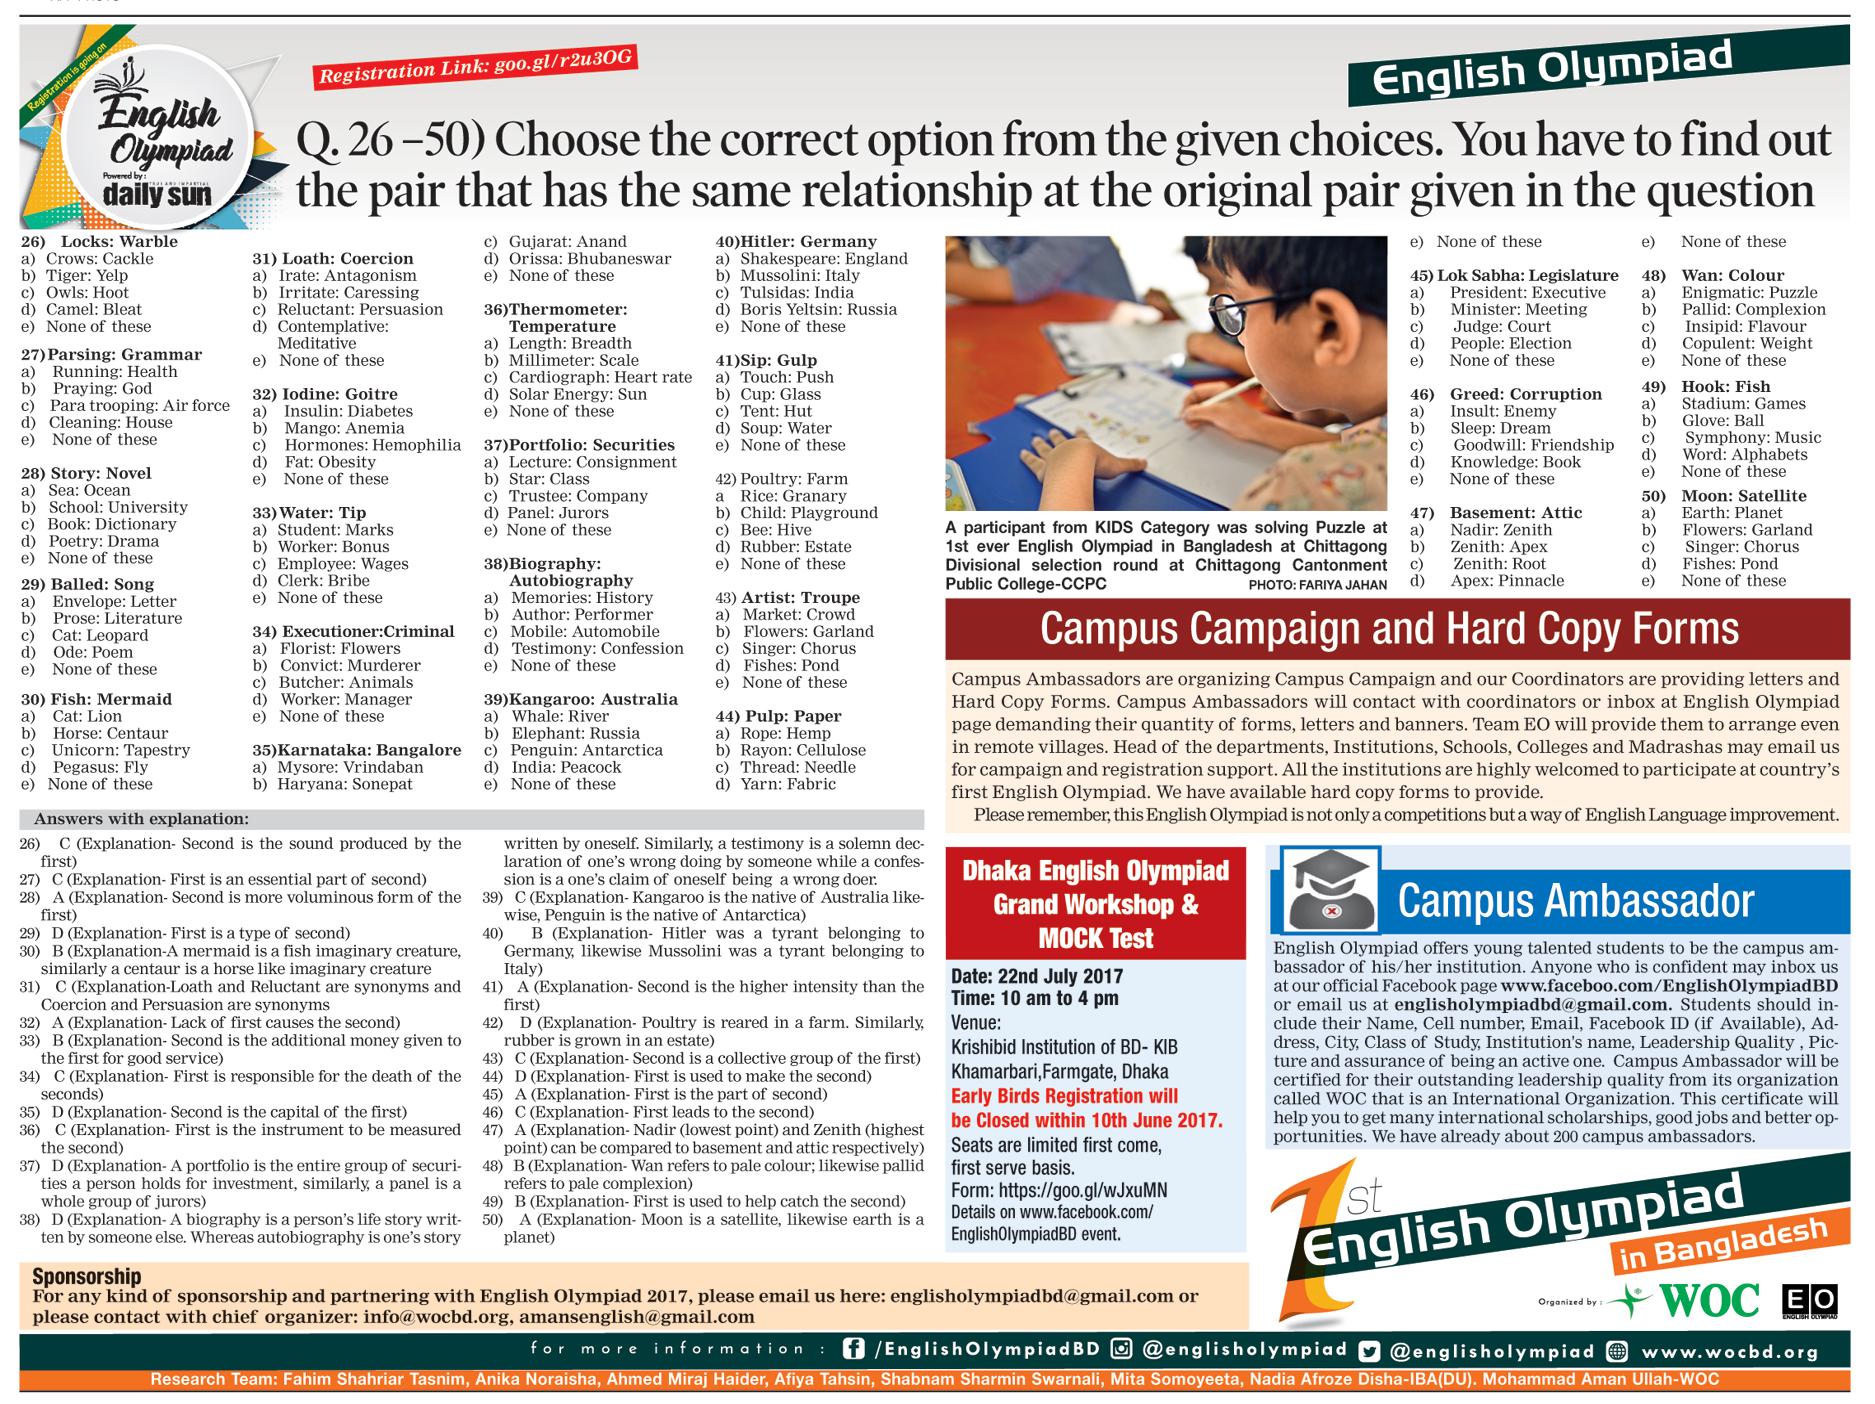 Registration is going on
English
Olympiad
Powered by :
TRUE AND IMPARTIAL
daily sun
Registration Link: goo.gl/r2u3OG
English Olympiad
Q. 26 –50) Choose the correct option from the given choices. You have to find out
the pair that has the same relationship at the original pair given in the question
26) Locks: Warble
a) Crows: Cackle
b) Tiger: Yelp
c) Owls: Hoot
d) Camel: Bleat
e) None of these
27) Parsing: Grammar
a) Running: Health
b) Praying: God
c) Para trooping: Air force
d) Cleaning: House
e) None of these
28) Story: Novel
a) Sea: Ocean
b) School: University
c) Book: Dictionary
d) Poetry: Drama
e) None of these
29) Balled: Song
a) Envelope: Letter
b) Prose: Literature
c) Cat: Leopard
d) Ode: Poem
e) None of these
30) Fish: Mermaid
a) Cat: Lion
b) Horse: Centaur
c) Unicorn: Tapestry
d) Pegasus: Fly
e) None of these
31) Loath: Coercion
a) Irate: Antagonism
b) Irritate: Caressing
c) Reluctant: Persuasion
d) Contemplative:
Meditative
e) None of these
32) Iodine: Goitre
a) Insulin: Diabetes
b) Mango: Anemia
c) Hormones: Hemophilia
d) Fat: Obesity
e) None of these
33) Water: Tip
a) Student: Marks
b) Worker: Bonus
c) Employee: Wages
d) Clerk: Bribe
e) None of these
34) Executioner:Criminal
a) Florist: Flowers
b) Convict: Murderer
c) Butcher: Animals
d) Worker: Manager
e) None of these
35)Karnataka: Bangalore
a) Mysore: Vrindaban
b) Haryana: Sonepat
c) Gujarat: Anand
d) Orissa: Bhubaneswar
e) None of these
36)Thermometer:
Temperature
a) Length: Breadth
b) Millimeter: Scale
c) Cardiograph: Heart rate
d) Solar Energy: Sun
e) None of these
37)Portfolio: Securities
a) Lecture: Consignment
b) Star: Class
c) Trustee: Company
d) Panel: Jurors
e) None of these
38)Biography:
Autobiography
a) Memories: History
b) Author: Performer
c) Mobile: Automobile
d) Testimony: Confession
e) None of these
39)Kangaroo: Australia
a) Whale: River
b) Elephant: Russia
c) Penguin: Antarctica
d) India: Peacock
e) None of these
40)Hitler: Germany
a) Shakespeare: England
b) Mussolini: Italy
c) Tulsidas: India
d) Boris Yeltsin: Russia
e) None of these
41)Sip: Gulp
a) Touch: Push
b) Cup: Glass
c) Tent: Hut
d) Soup: Water
e) None of these
42) Poultry: Farm
a Rice: Granary
b) Child: Playground
c) Bee: Hive
d) Rubber: Estate
e) None of these
43) Artist: Troupe
a) Market: Crowd
b) Flowers: Garland
c) Singer: Chorus
d) Fishes: Pond
e) None of these
44) Pulp: Paper
a) Rope: Hemp
b) Rayon: Cellulose
c) Thread: Needle
d) Yarn: Fabric
e) None of these
45) Lok Sabha: Legislature
a) President: Executive
b) Minister: Meeting
c) Judge: Court
d) People: Election
e) None of these
46) Greed: Corruption
a) Insult: Enemy
b) Sleep: Dream
c) Goodwill: Friendship
d) Knowledge: Book
e) None of these
47) Basement: Attic
a) Nadir: Zenith
b) Zenith: Apex
c) Zenith: Root
d) Apex: Pinnacle
e) None of these
48) Wan: Colour
a) Enigmatic: Puzzle
b) Pallid: Complexion
c) Insipid: Flavour
d) Copulent: Weight
e) None of these
49) Hook: Fish
a) Stadium: Games
b) Glove: Ball
c) Symphony: Music
d) Word: Alphabets
e) None of these
50) Moon: Satellite
a) Earth: Planet
b) Flowers: Garland
c) Singer: Chorus
d) Fishes: Pond
e) None of these
A participant from KIDS Category was solving Puzzle at
1st ever English Olympiad in Bangladesh at Chittagong
Divisional selection round at Chittagong Cantonment
Public College-CCPC PHOTO: FARIYA JAHAN
Answers with explanation:
26) C (Explanation- Second is the sound produced by the
first)
27) C (Explanation- First is an essential part of second)
28) A (Explanation- Second is more voluminous form of the
first)
29) D (Explanation- First is a type of second)
30) B (Explanation-A mermaid is a fish imaginary creature,
similarly a centaur is a horse like imaginary creature
31) C (Explanation-Loath and Reluctant are synonyms and
Coercion and Persuasion are synonyms
32) A (Explanation- Lack of first causes the second)
33) B (Explanation- Second is the additional money given to
the first for good service)
34) C (Explanation- First is responsible for the death of the
seconds)
35) D (Explanation- Second is the capital of the first)
36) C (Explanation- First is the instrument to be measured
the second)
37) D (Explanation- A portfolio is the entire group of securi-
ties a person holds for investment, similarly, a panel is a
whole group of jurors)
38) D (Explanation- A biography is a person's life story writ-
ten by someone else. Whereas autobiography is one's story
written by oneself. Similarly, a testimony is a solemn dec-
laration of one's wrong doing by someone while a confes-
sion is a one's claim of oneself being a wrong doer.
39) C (Explanation- Kangaroo is the native of Australia like-
wise, Penguin is the native of Antarctica)
40) B (Explanation- Hitler was a tyrant belonging to
Germany, likewise Mussolini was a tyrant belonging to
Italy)
41) A (Explanation- Second is the higher intensity than the
first)
42) D (Explanation- Poultry is reared in a farm. Similarly,
rubber is grown in an estate)
43) C (Explanation- Second is a collective group of the first)
44) D (Explanation- First is used to make the second)
45) A (Explanation- First is the part of second)
46) C (Explanation- First leads to the second)
47) A (Explanation- Nadir (lowest point) and Zenith (highest
point) can be compared to basement and attic respectively)
48) B (Explanation- Wan refers to pale colour; likewise pallid
refers to pale complexion)
49) B (Explanation- First is used to help catch the second)
50) A (Explanation- Moon is a satellite, likewise earth is a
planet)
Campus Campaign and Hard Copy Forms
Campus Ambassadors are organizing Campus Campaign and our Coordinators are providing letters and
Hard Copy Forms. Campus Ambassadors will contact with coordinators or inbox at English Olympiad
page demanding their quantity of forms, letters and banners. Team EO will provide them to arrange even
in remote villages. Head of the departments, Institutions, Schools, Colleges and Madrashas may email us
for campaign and registration support. All the institutions are highly welcomed to participate at country's
first English Olympiad. We have available hard copy forms to provide.
Please remember, this English Olympiad is not only a competitions but a way of English Language improvement.
Dhaka English Olympiad
Grand Workshop &
MOCK Test
Date: 22nd July 2017
Time: 10 am to 4 pm
Venue:
Krishibid Institution of BD- KIB
Khamarbari,Farmgate, Dhaka
Early Birds Registration will
be Closed within 10th June 2017.
Seats are limited first come,
first serve basis.
Form: https://goo.gl/wJxuMN
Details on www.facebook.com/
EnglishOlympiadBD event.
Campus Ambassador
English Olympiad offers young talented students to be the campus am-
bassador of his/her institution. Anyone who is confident may inbox us
at our official Facebook page www.faceboo.com/EnglishOlympiadBD
or email us at englisholympiadbd@gmail.com. Students should in-
clude their Name, Cell number, Email, Facebook ID (if Available), Ad-
dress, City, Class of Study, Institution's name, Leadership Quality , Pic-
ture and assurance of being an active one. Campus Ambassador will be
certified for their outstanding leadership quality from its organization
called WOC that is an International Organization. This certificate will
help you to get many international scholarships, good jobs and better op-
portunities. We have already about 200 campus ambassadors.
1st
English Olympiad
in Bangladesh
Organized by : WOC EO
ENGLISH OLYMPIAD
Sponsorship
For any kind of sponsorship and partnering with English Olympiad 2017, please email us here: englisholympiadbd@gmail.com or
please contact with chief organizer: info@wocbd.org, amansenglish@gmail.com
for more information : /EnglishOlympiadBD @englisholympiad @englisholympiad www.wocbd.org
Research Team: Fahim Shahriar Tasnim, Anika Noraisha, Ahmed Miraj Haider, Afiya Tahsin, Shabnam Sharmin Swarnali, Mita Somoyeeta, Nadia Afroze Disha-IBA(DU). Mohammad Aman Ullah-WOC